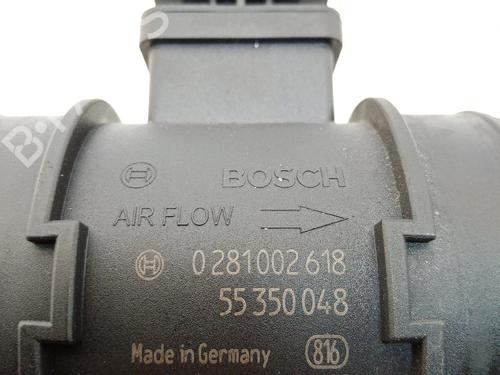 BOSCH
AIR FLOW
0 281 002 618
55 350 048
Made in Germany 816